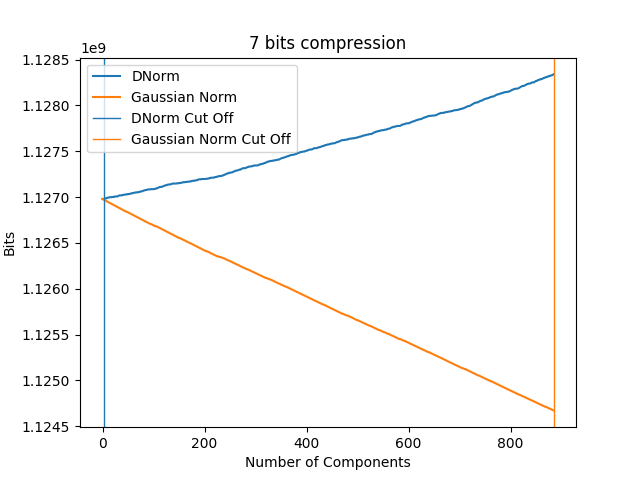 7 bits compression
1e9
1.1285
1.1280
1.1275
1.1270
1.1265
1.1260
1.1255
1.1250
1.1245
Bits
DNorm
Gaussian Norm
DNorm Cut Off
Gaussian Norm Cut Off
0 200 400 600 800
Number of Components